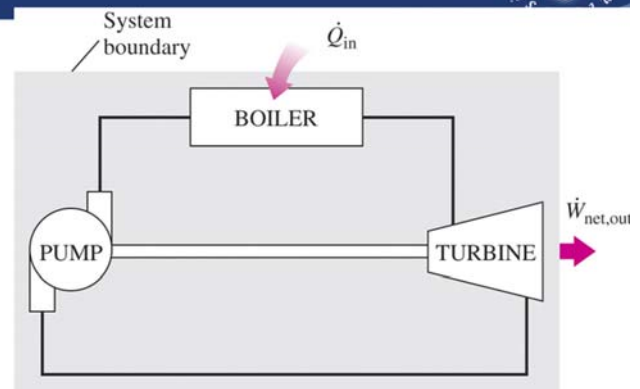 System
boundary
Q̇in
BOILER
PUMP
TURBINE
Ẇnet,out